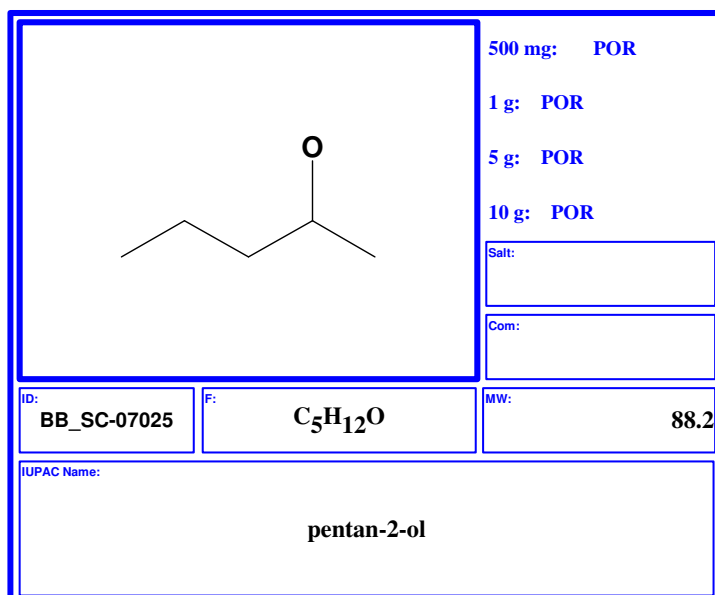 O
500 mg: POR
1 g: POR
5 g: POR
10 g: POR
Salt:
Com:
ID:
BB_SC-07025
F:
C5H12O
MW:
88.2
IUPAC Name:
pentan-2-ol